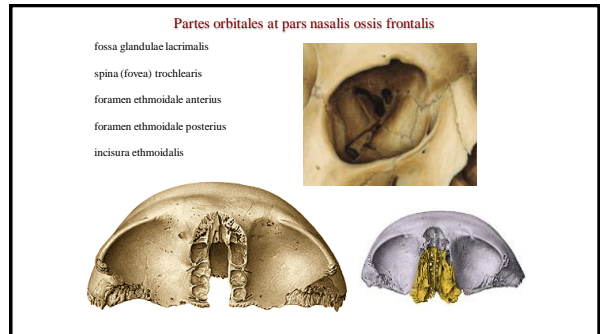 Partes orbitales at pars nasalis ossis frontalis
fossa glandulae lacrimalis
spina (fovea) trochlearis
foramen ethmoidale anterius
foramen ethmoidale posterius
incisura ethmoidalis